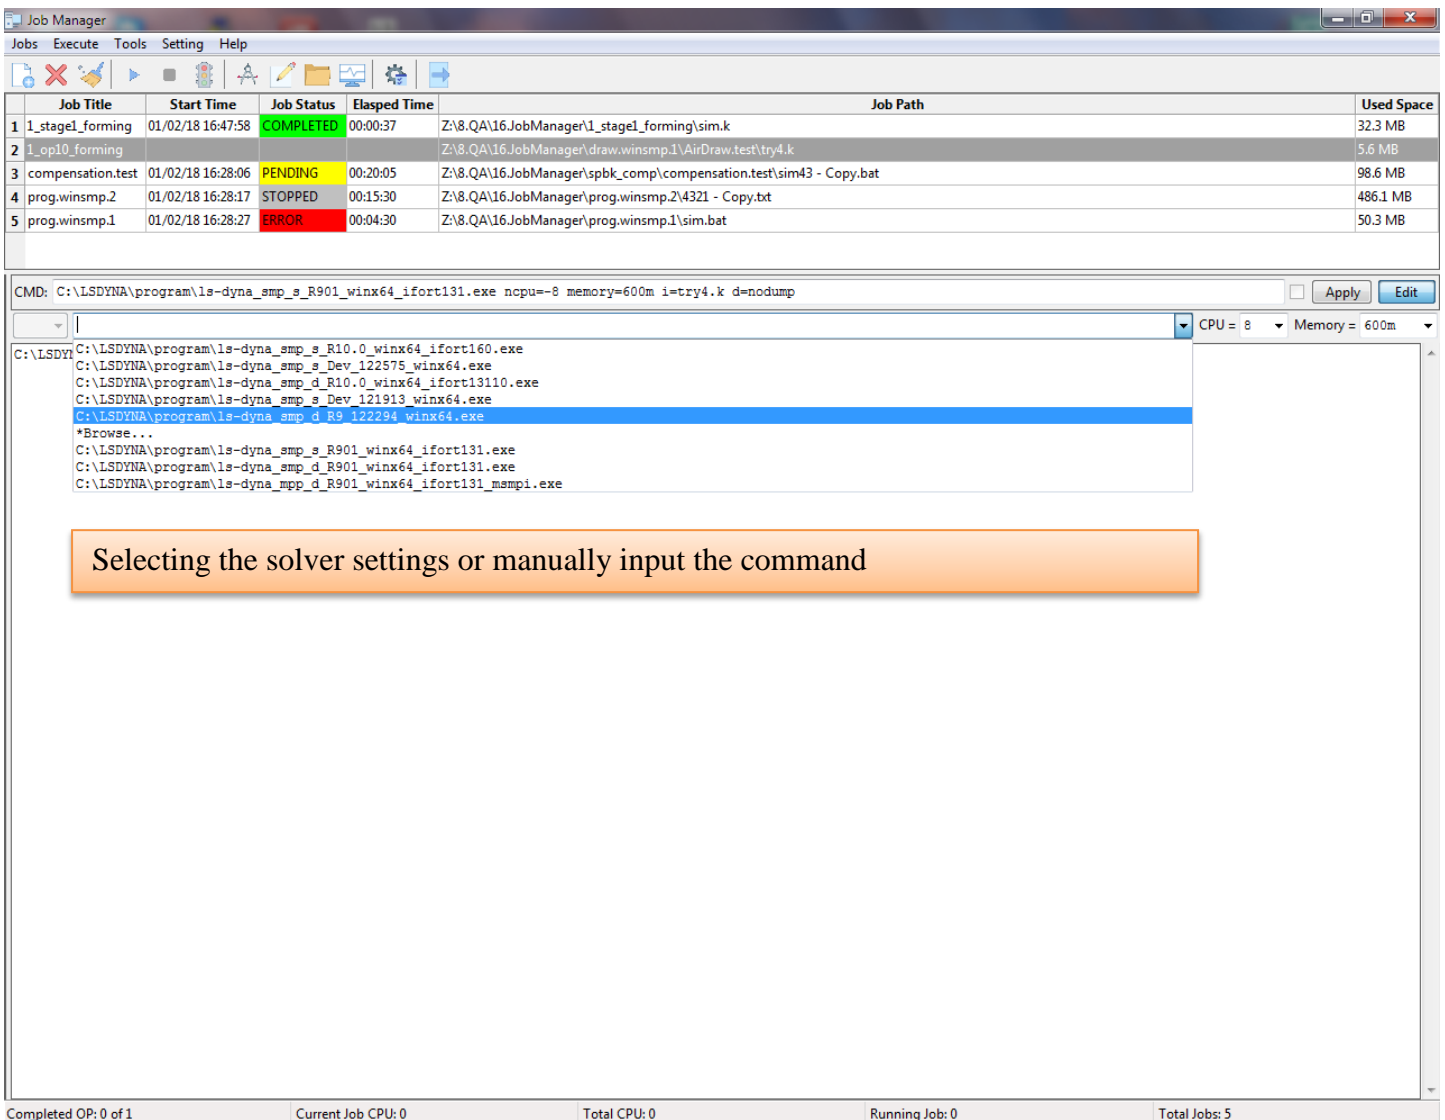 Job Manager
Jobs Execute Tools Setting Help
Job Title Start Time Job Status Elasped Time Job Path Used Space
1 1_stage1_forming 01/02/18 16:47:58 COMPLETED 00:00:37 Z:\8.QA\16.JobManager\1_stage1_forming\sim.k 32.3 MB
2 1_op10_forming Z:\8.QA\16.JobManager\draw.winsmp.1\AirDraw.test\try4.k 5.6 MB
3 compensation.test 01/02/18 16:28:06 PENDING 00:20:05 Z:\8.QA\16.JobManager\spbk_comp\compensation.test\sim43 - Copy.bat 98.6 MB
4 prog.winsmp.2 01/02/18 16:28:17 STOPPED 00:15:30 Z:\8.QA\16.JobManager\prog.winsmp.2\4321 - Copy.txt 486.1 MB
5 prog.winsmp.1 01/02/18 16:28:27 ERROR 00:04:30 Z:\8.QA\16.JobManager\prog.winsmp.1\sim.bat 50.3 MB
CMD: C:\LSDYNA\program\ls-dyna_smp_s_R901_winx64_ifort131.exe ncpu=-8 memory=600m i=try4.k d=nodump Apply Edit
CPU = 8 Memory = 600m
C:\LSDY
C:\LSDYNA\program\ls-dyna_smp_s_R10.0_winx64_ifort160.exe
C:\LSDYNA\program\ls-dyna_smp_s_Dev_122575_winx64.exe
C:\LSDYNA\program\ls-dyna_smp_d_R10.0_winx64_ifort13110.exe
C:\LSDYNA\program\ls-dyna_smp_s_Dev_121913_winx64.exe
C:\LSDYNA\program\ls-dyna_smp_d_R9_122294_winx64.exe
*Browse...
C:\LSDYNA\program\ls-dyna_smp_s_R901_winx64_ifort131.exe
C:\LSDYNA\program\ls-dyna_smp_d_R901_winx64_ifort131.exe
C:\LSDYNA\program\ls-dyna_mpp_d_R901_winx64_ifort131_msmpi.exe
Selecting the solver settings or manually input the command
Completed OP: 0 of 1 Current Job CPU: 0 Total CPU: 0 Running Job: 0 Total Jobs: 5